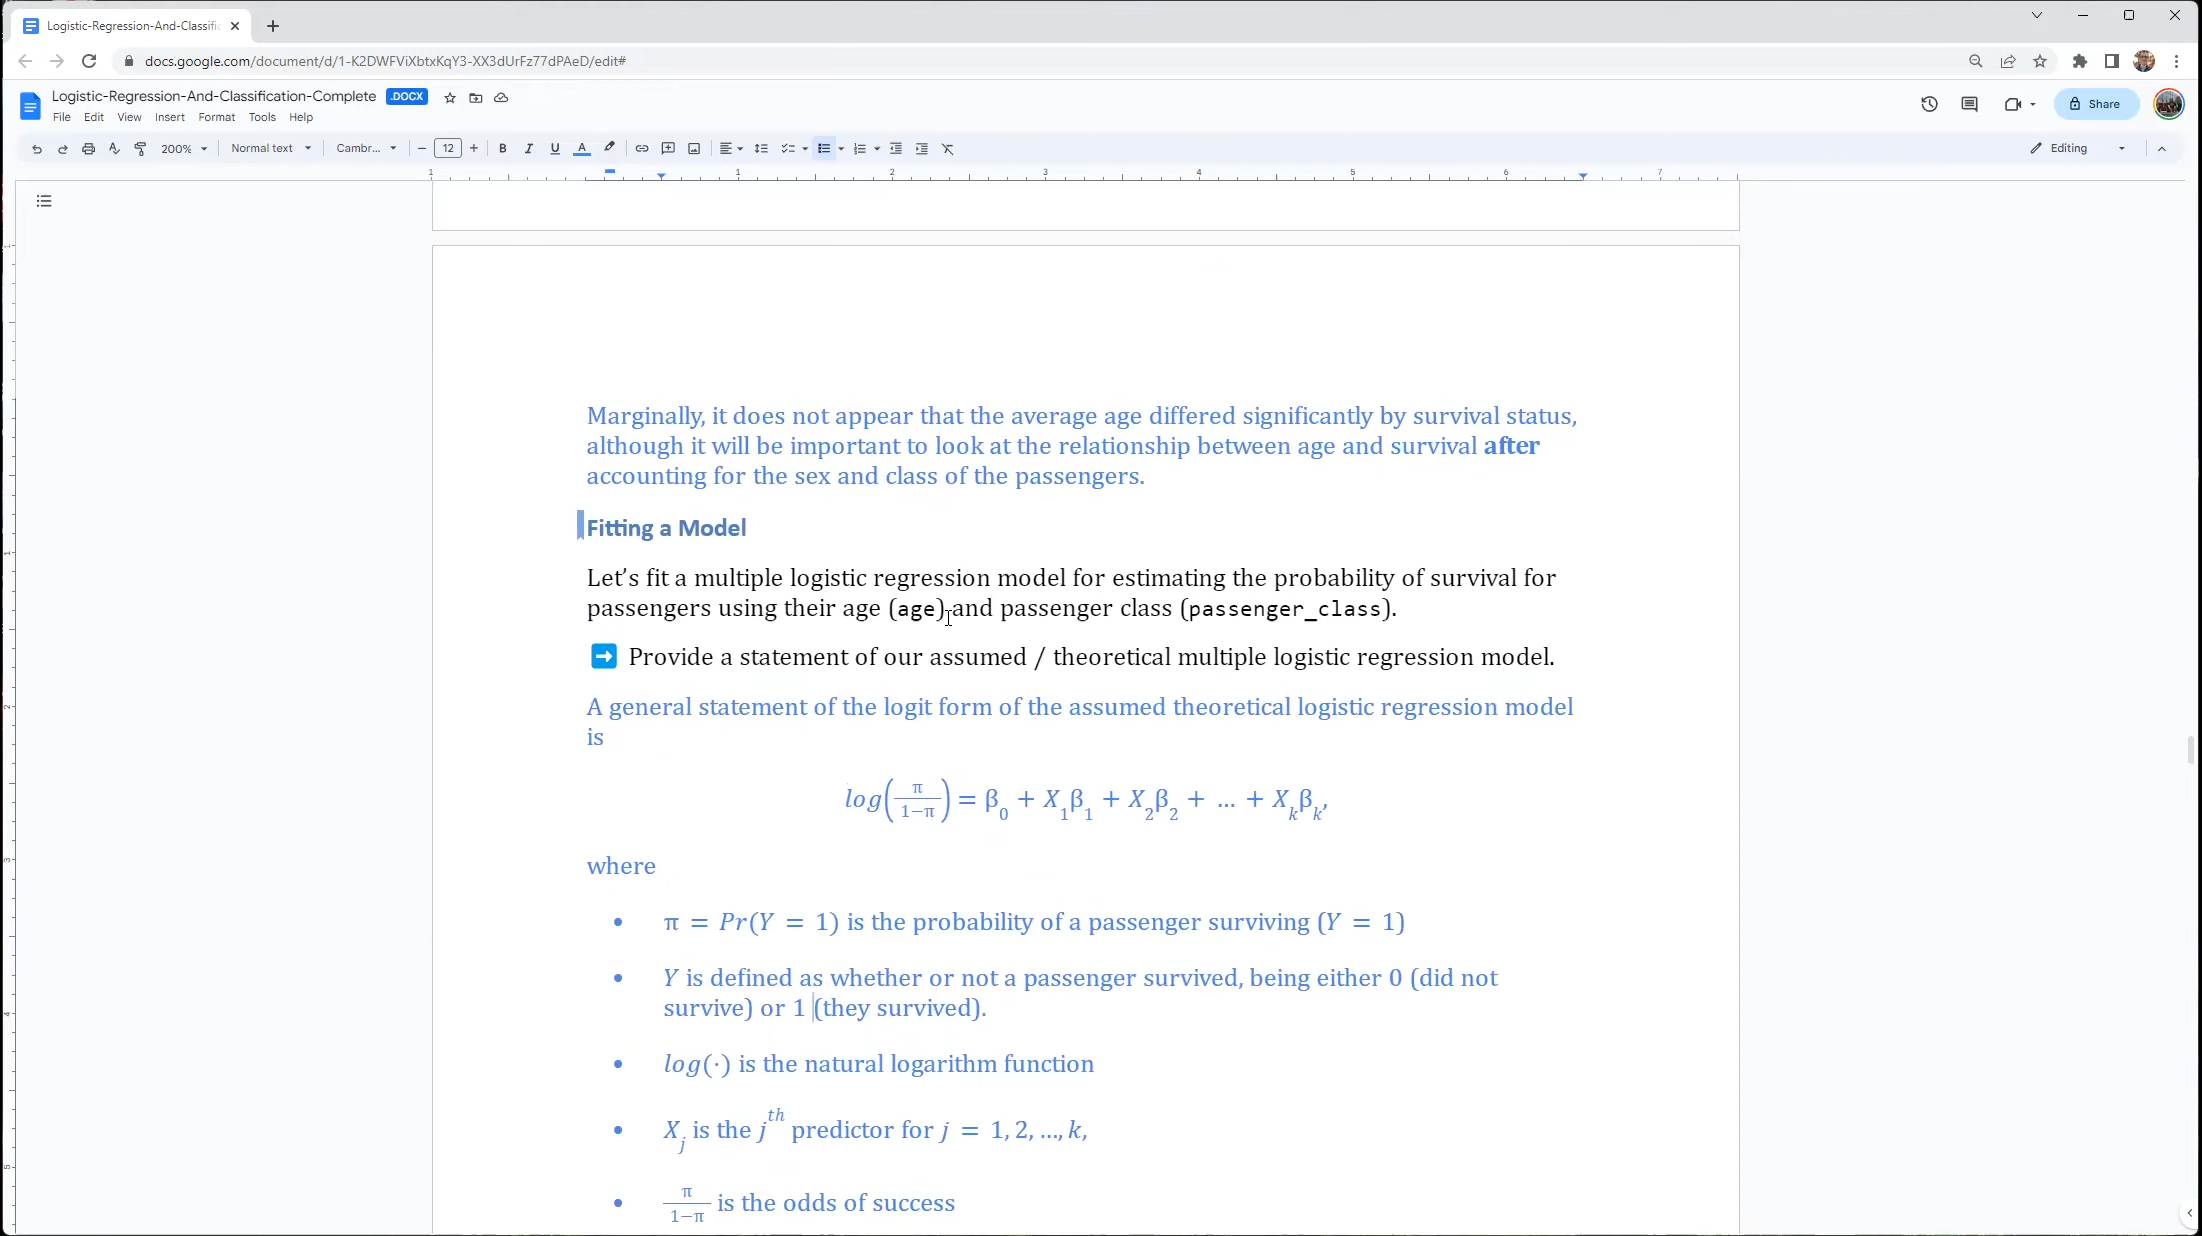 Logistic-Regression-And-Classific
docs.google.com/document/d/1-K2DWFViXbtxKqY3-XX3dUrFz77dPAeD/edit#
Logistic-Regression-And-Classification-Complete .DOCX
File Edit View Insert Format Tools Help
Share
200% Normal text Cambr... − 12 + B I U A
Editing
1 1 2 3 4 5 6 7
Marginally, it does not appear that the average age differed significantly by survival status,
although it will be important to look at the relationship between age and survival after
accounting for the sex and class of the passengers.
Fitting a Model
Let's fit a multiple logistic regression model for estimating the probability of survival for
passengers using their age (age) and passenger class (passenger_class).
➡ Provide a statement of our assumed / theoretical multiple logistic regression model.
A general statement of the logit form of the assumed theoretical logistic regression model
is
log(π/(1−π)) = β₀ + X₁β₁ + X₂β₂ + ... + Xₖβₖ,
where
• π = Pr(Y = 1) is the probability of a passenger surviving (Y = 1)
• Y is defined as whether or not a passenger survived, being either 0 (did not
survive) or 1 (they survived).
• log(·) is the natural logarithm function
• Xⱼ is the j^th predictor for j = 1, 2, ..., k,
• π/(1−π) is the odds of success